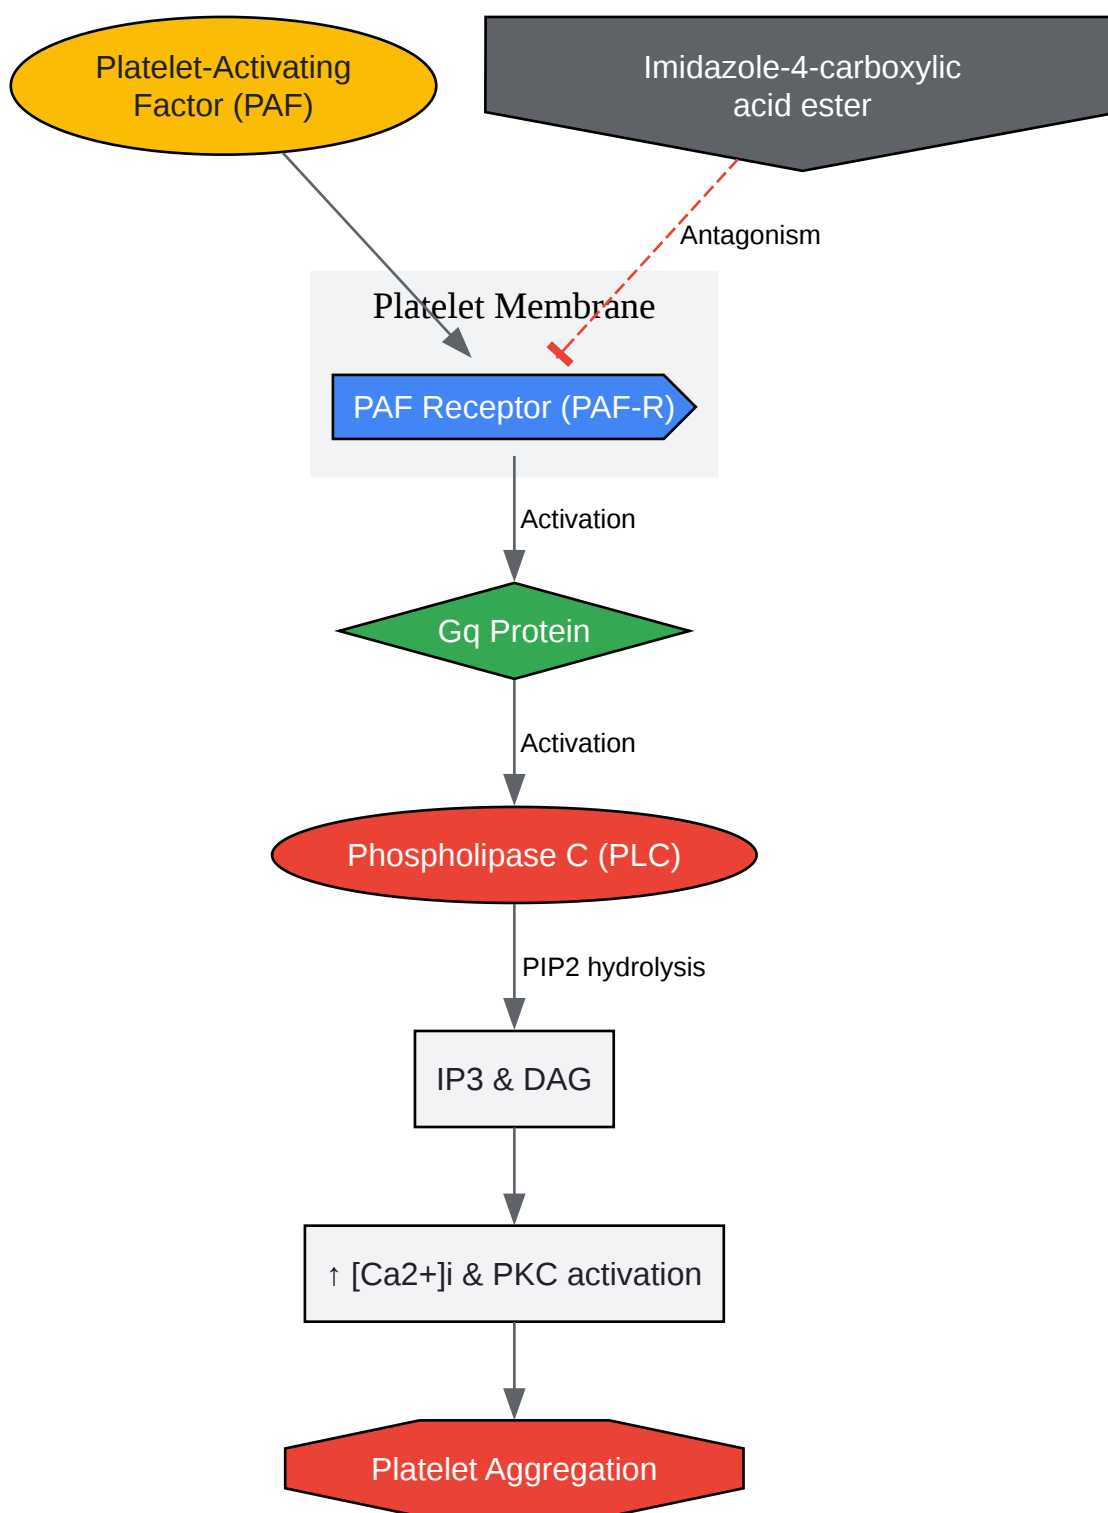 Platelet-Activating
Factor (PAF)
Imidazole-4-carboxylic
acid ester
Antagonism
Platelet Membrane
PAF Receptor (PAF-R)
Activation
Gq Protein
Activation
Phospholipase C (PLC)
PIP2 hydrolysis
IP3 & DAG
↑ [Ca2+]i & PKC activation
Platelet Aggregation